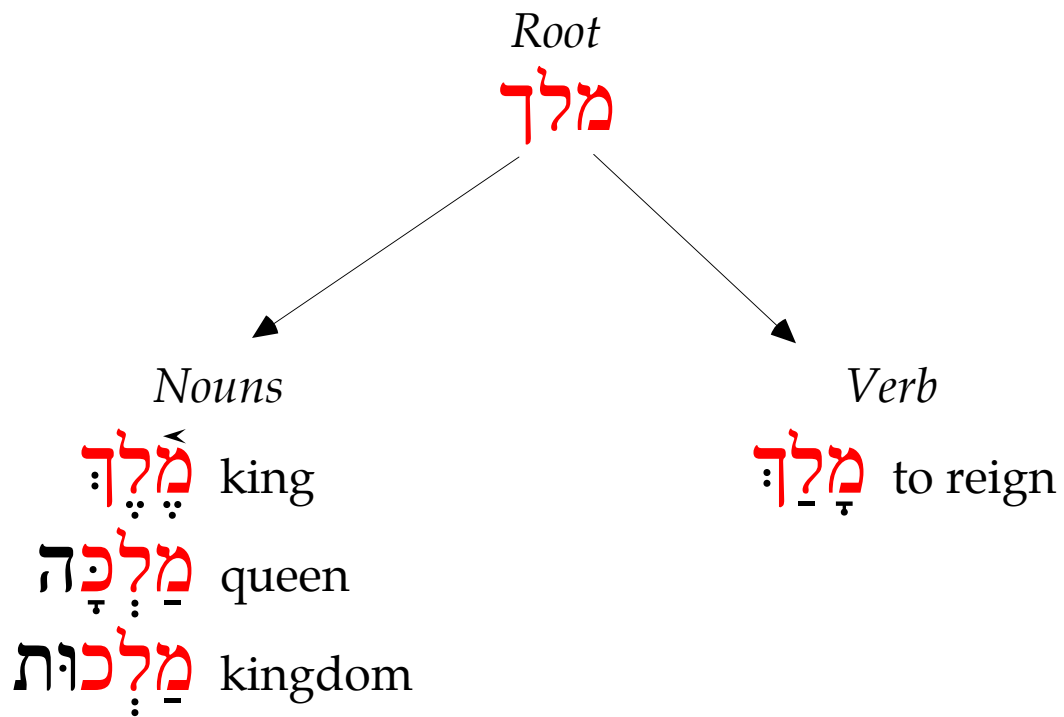 Root
מלך
Nouns
מֶ֫לֶךְ king
מַלְכָּה queen
מַלְכוּת kingdom
Verb
מָלַךְ to reign